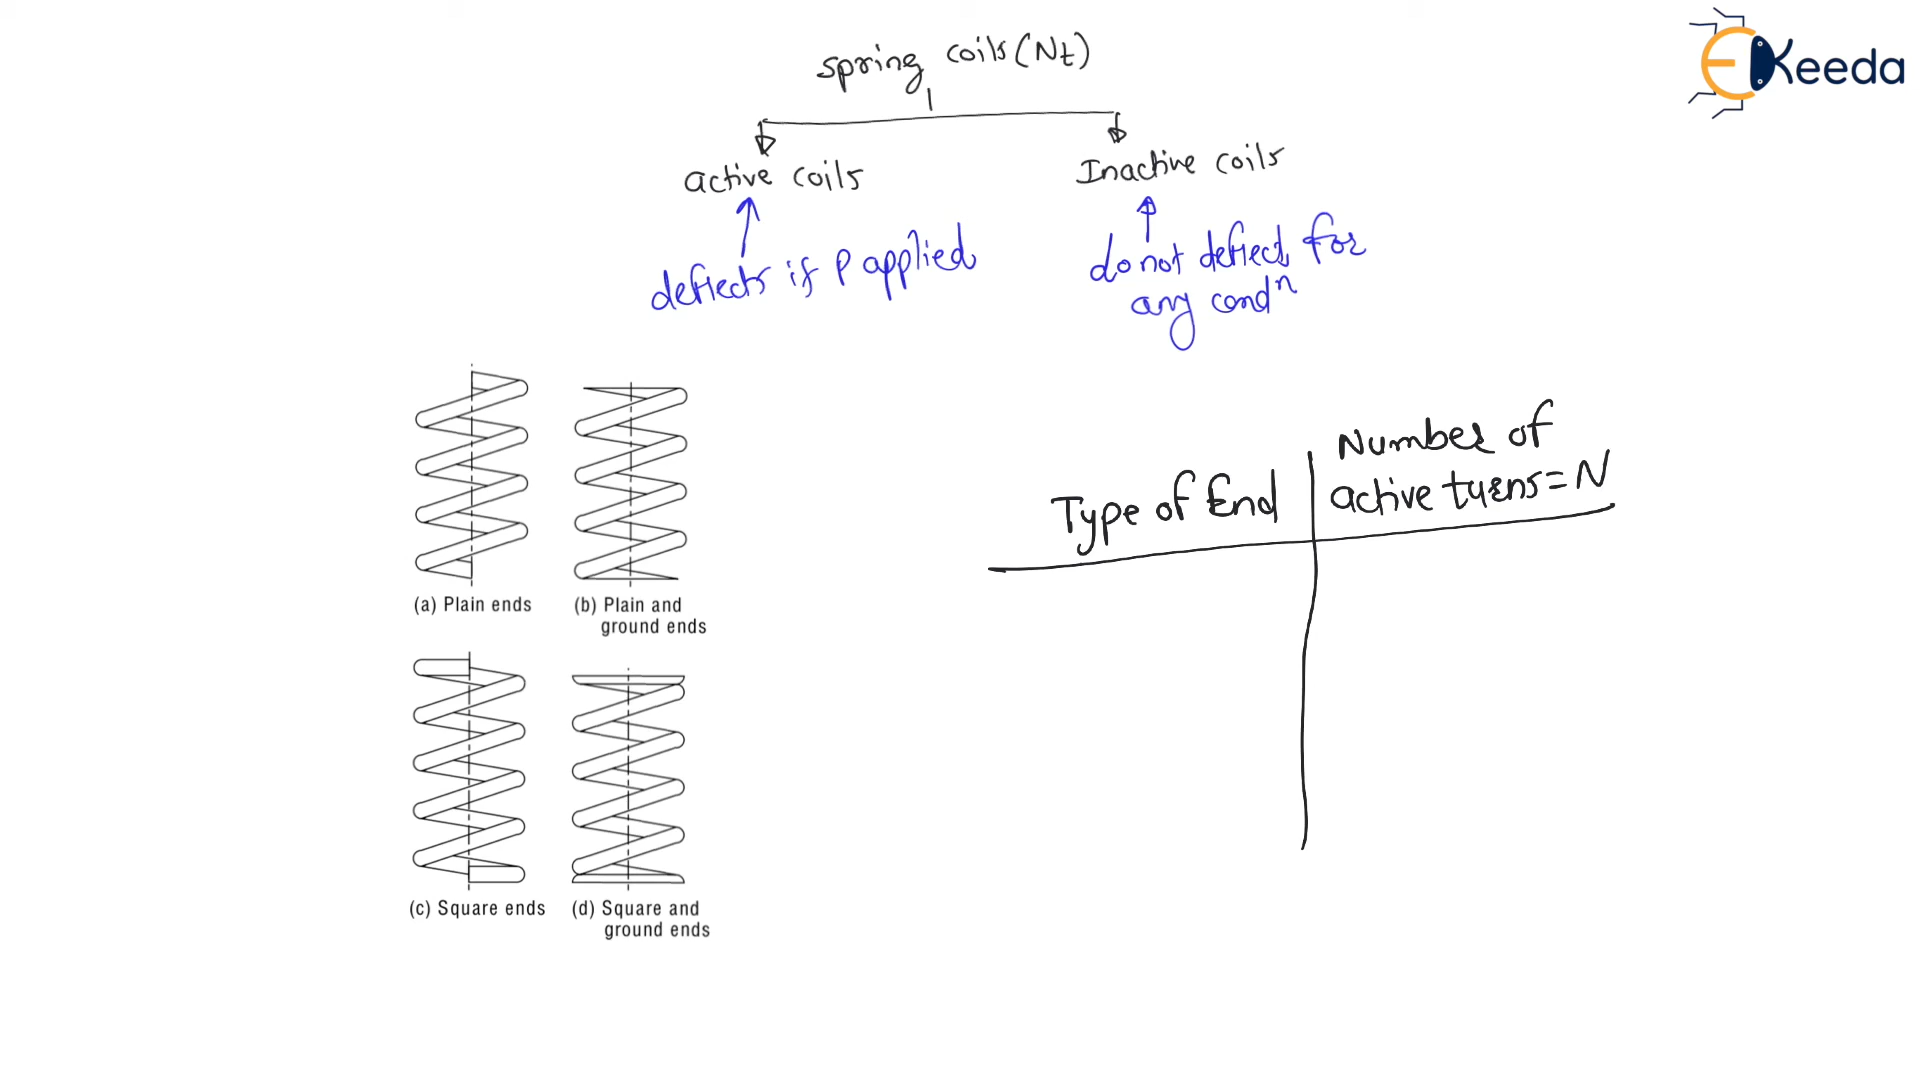 EKeeda
spring coils (Nt)
active coils
Inactive coils
deflects if P applied
do not deflect for
any condⁿ
Number of
active turns = N
Type of End
(a) Plain ends
(b) Plain and
ground ends
(c) Square ends
(d) Square and
ground ends